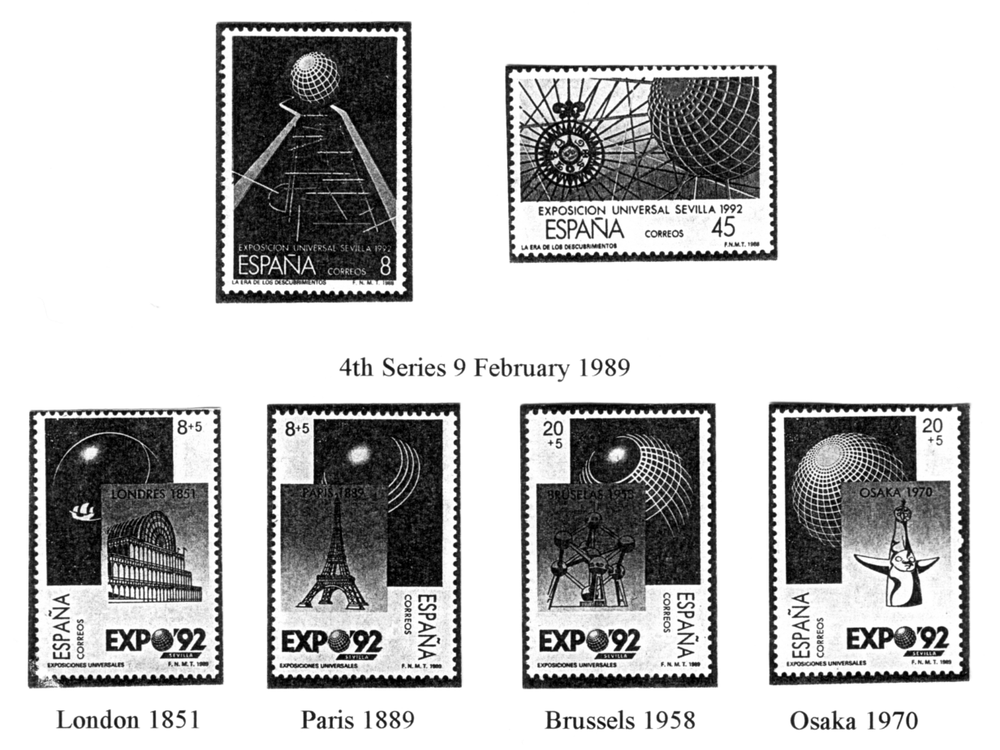 EXPOSICION UNIVERSAL SEVILLA 1992
ESPAÑA CORREOS 8
LA ERA DE LOS DESCUBRIMIENTOS F. N. M. T. 1988
EXPOSICION UNIVERSAL SEVILLA 1992
ESPAÑA CORREOS 45
LA ERA DE LOS DESCUBRIMIENTOS F.N.M.T. 1988
4th Series 9 February 1989
8+5
LONDRES 1851
ESPAÑA
CORREOS
EXPO'92
SEVILLA
EXPOSICIONES UNIVERSALES F. N. M. T. 1989
8+5
PARIS 1889
CORREOS
ESPAÑA
EXPO'92
SEVILLA
EXPOSICIONES UNIVERSALES F. N. M. T. 1989
20
+5
BRUSELAS 1958
CORREOS
ESPAÑA
EXPO'92
SEVILLA
EXPOSICIONES UNIVERSALES F. N. M. T. 1989
20
+5
OSAKA 1970
ESPAÑA
CORREOS
EXPO'92
SEVILLA
EXPOSICIONES UNIVERSALES F. N. M. T. 1989
London 1851
Paris 1889
Brussels 1958
Osaka 1970